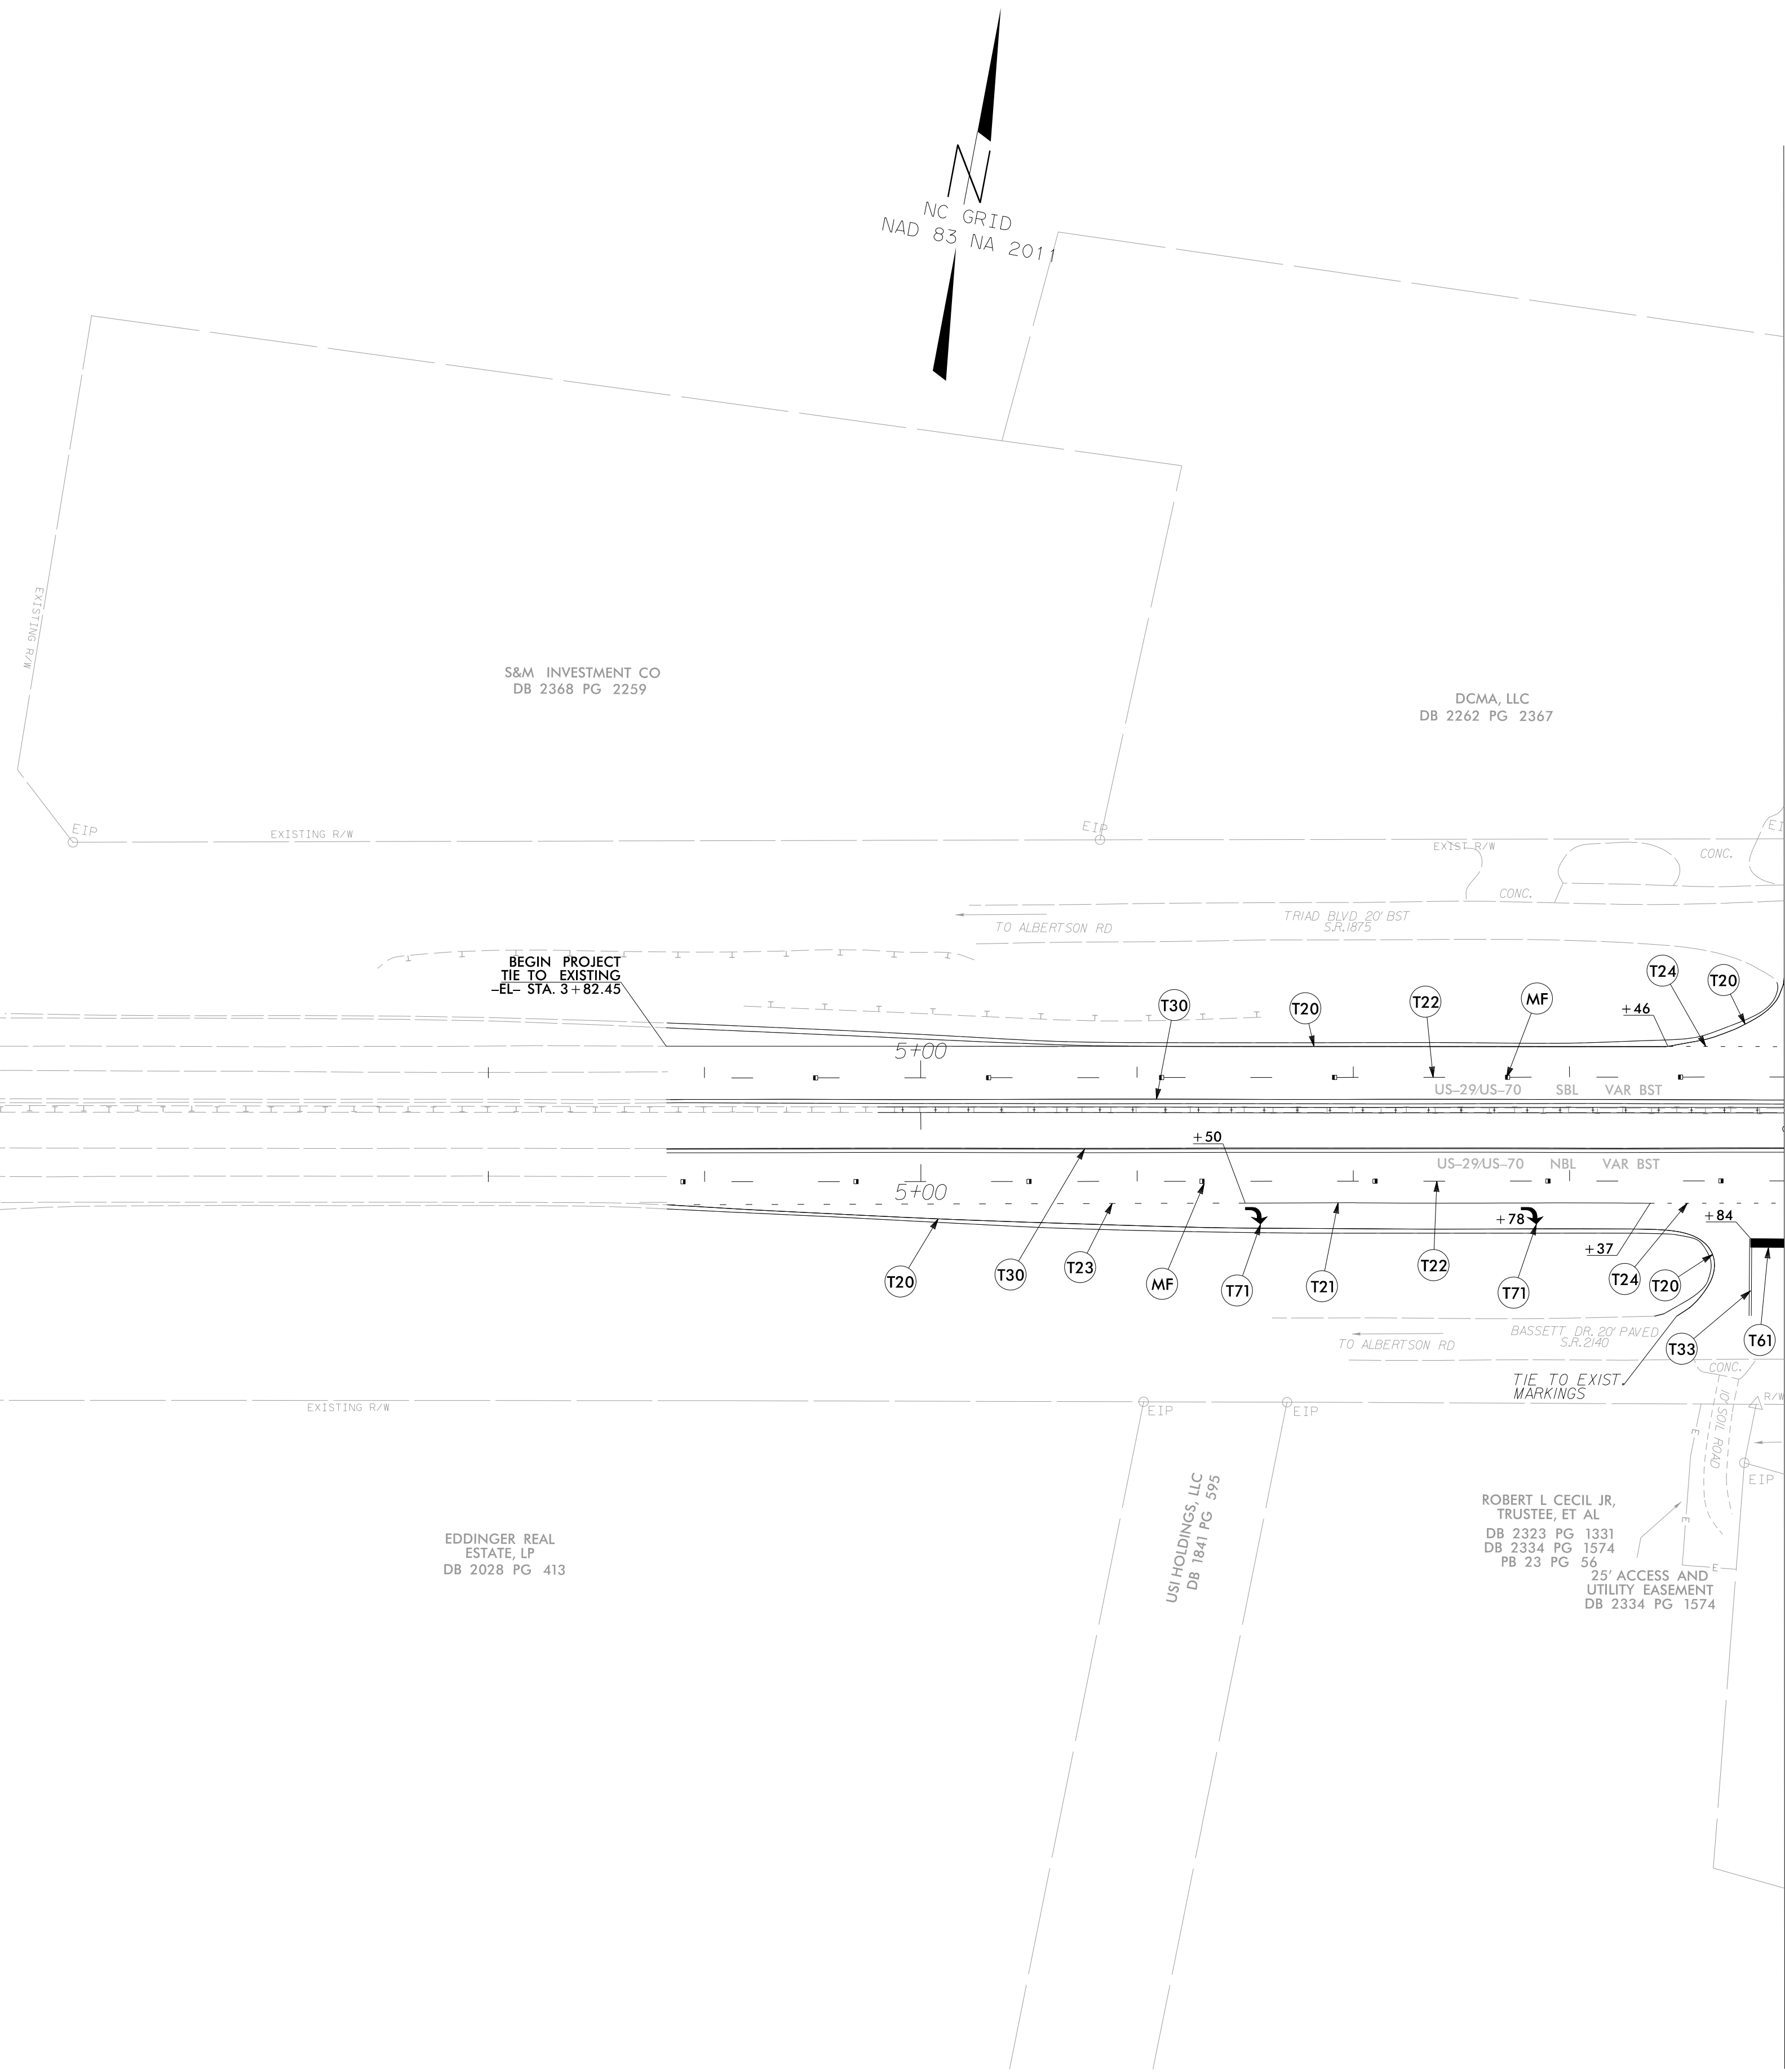 NC GRID
NAD 83 NA 2011
EXISTING R/W
S&M INVESTMENT CO
DB 2368 PG 2259
DCMA, LLC
DB 2262 PG 2367
EIP
EXISTING R/W
EIP
EXIST R/W
CONC.
CONC.
TRIAD BLVD 20' BST
S.R.1875
TO ALBERTSON RD
BEGIN PROJECT
TIE TO EXISTING
-EL- STA. 3+82.45
T30
T20
T22
MF
+46
T24
T20
5+00
US-29/US-70 SBL VAR BST
+50
US-29/US-70 NBL VAR BST
5+00
+78
+84
+37
T20
T30
T23
MF
T71
T21
T22
T71
T24
T20
T33
T61
BASSETT DR. 20' PAVED
S.R.2140
TO ALBERTSON RD
CONC.
TIE TO EXIST.
MARKINGS
EXISTING R/W
EIP
EIP
R/W
10' SOIL ROAD
E
E
E
EIP
USI HOLDINGS, LLC
DB 1841 PG 595
ROBERT L CECIL JR,
TRUSTEE, ET AL
DB 2323 PG 1331
DB 2334 PG 1574
PB 23 PG 56
25' ACCESS AND
UTILITY EASEMENT
DB 2334 PG 1574
EDDINGER REAL
ESTATE, LP
DB 2028 PG 413